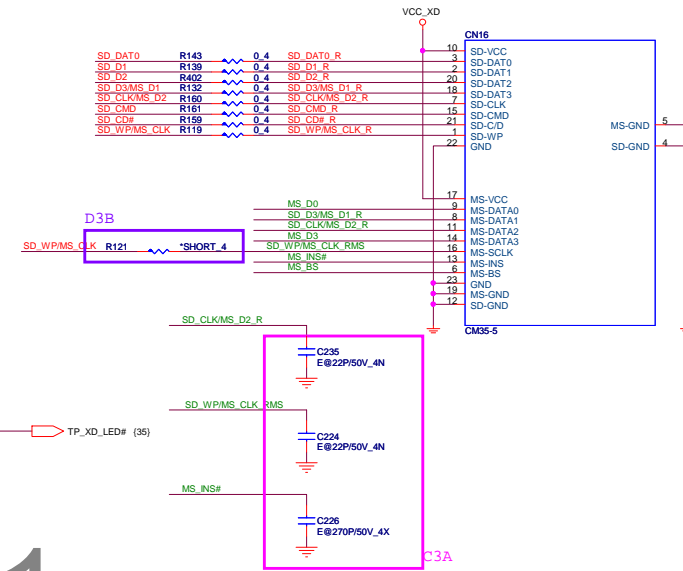 VCC_XD
CN16
SD_DAT0 R143 0_4 SD_DAT0_R 10 SD-VCC
SD_D1 R139 0_4 SD_D1_R 3 SD-DAT0
SD_D2 R402 0_4 SD_D2_R 2 SD-DAT1
SD_D3/MS_D1 R132 0_4 SD_D3/MS_D1_R 20 SD-DAT2
SD_CLK/MS_D2 R160 0_4 SD_CLK/MS_D2_R 18 SD-DAT3
SD_CMD R161 0_4 SD_CMD_R 7 SD-CLK
SD_CD# R159 0_4 SD_CD#_R 15 SD-CMD
SD_WP/MS_CLK R119 0_4 SD_WP/MS_CLK_R 21 SD-C/D
1 SD-WP
22 GND
MS-GND 5
SD-GND 4
17 MS-VCC
MS_D0 9 MS-DATA0
SD_D3/MS_D1_R 8 MS-DATA1
SD_CLK/MS_D2_R 11 MS-DATA2
MS_D3 14 MS-DATA3
SD_WP/MS_CLK_RMS 16 MS-SCLK
MS_INS# 13 MS-INS
MS_BS 6 MS-BS
23 GND
19 MS-GND
12 SD-GND
CM35-5
D3B
SD_WP/MS_CLK R121 *SHORT_4
SD_CLK/MS_D2_R
C235
E@22P/50V_4N
SD_WP/MS_CLK_RMS
C224
E@22P/50V_4N
TP_XD_LED# {35}
MS_INS#
C226
E@270P/50V_4X
C3A